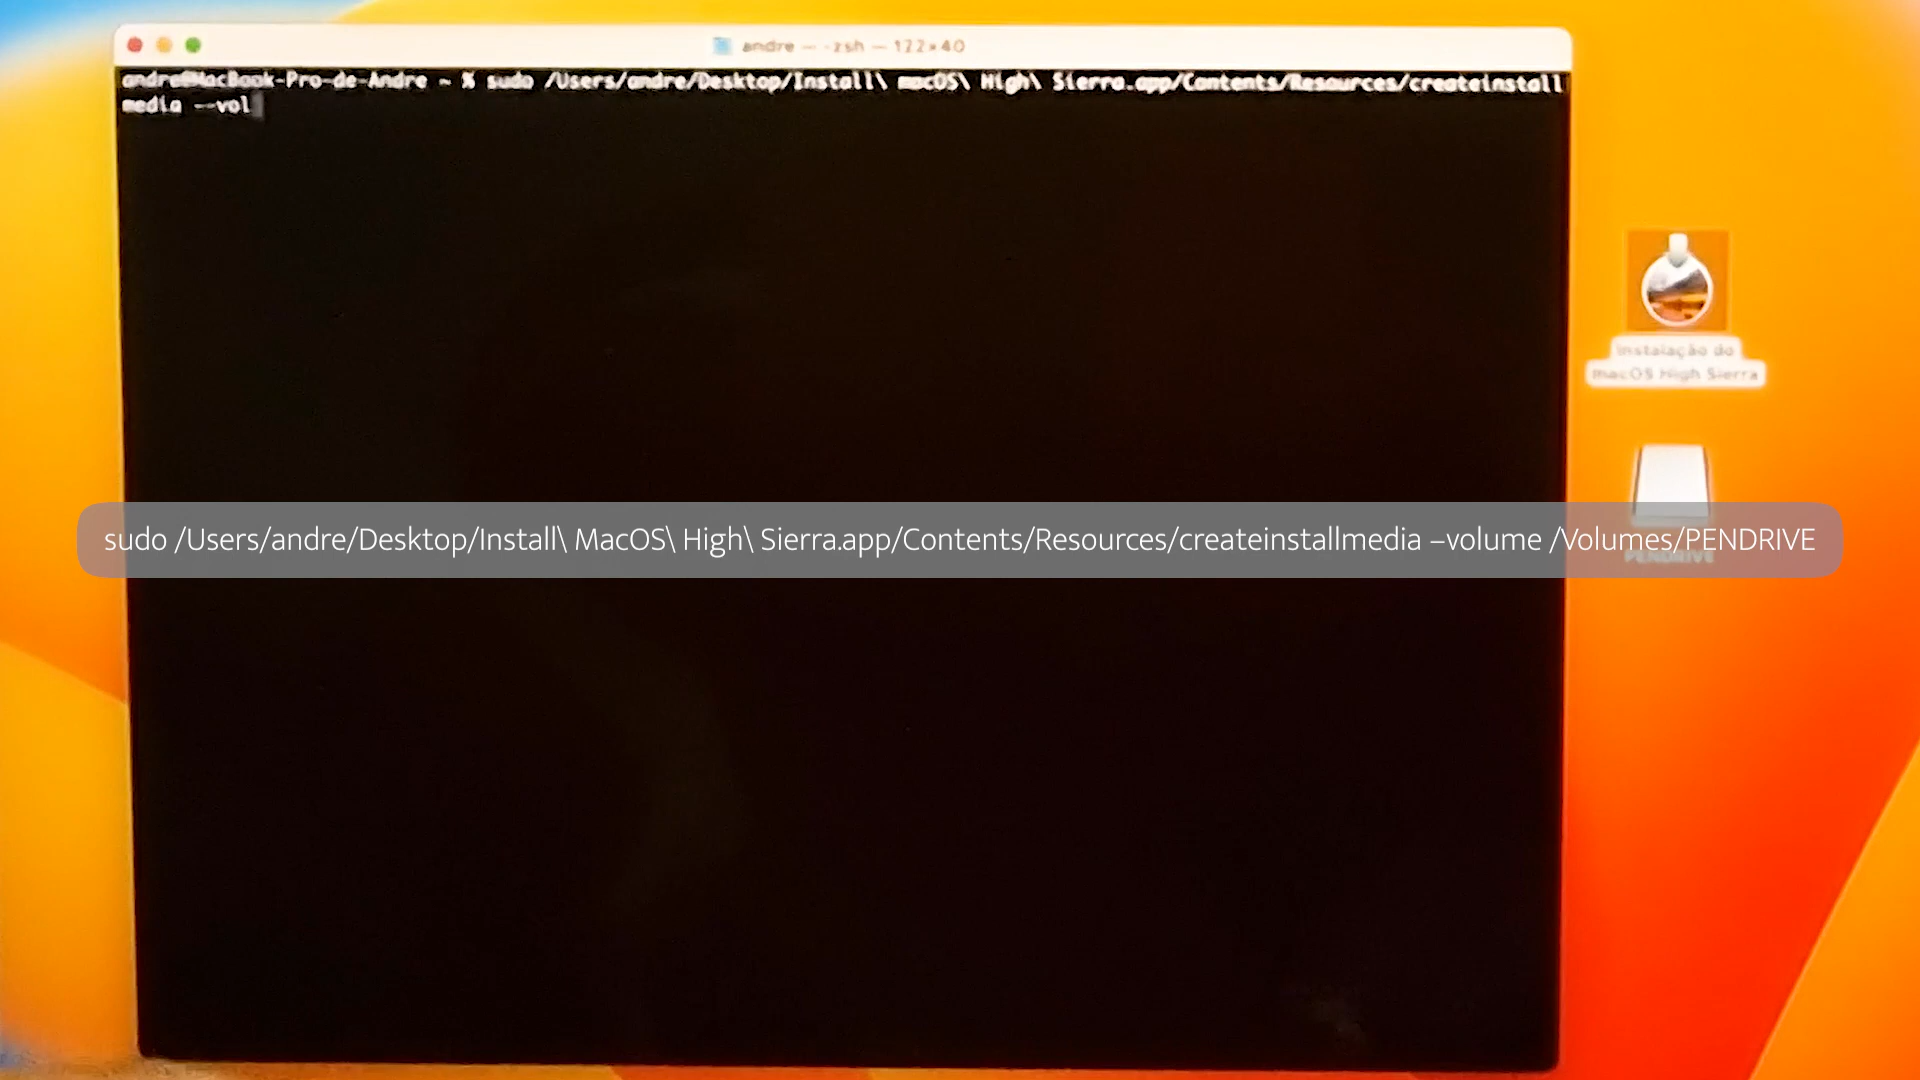 andre — -zsh — 122×40
andre@MacBook-Pro-de-Andre ~ % sudo /Users/andre/Desktop/Install\ macOS\ High\ Sierra.app/Contents/Resources/createinstall
media --vol
Instalação do
macOS High Sierra
sudo /Users/andre/Desktop/Install\ MacOS\ High\ Sierra.app/Contents/Resources/createinstallmedia –volume /Volumes/PENDRIVE
PENDRIVE